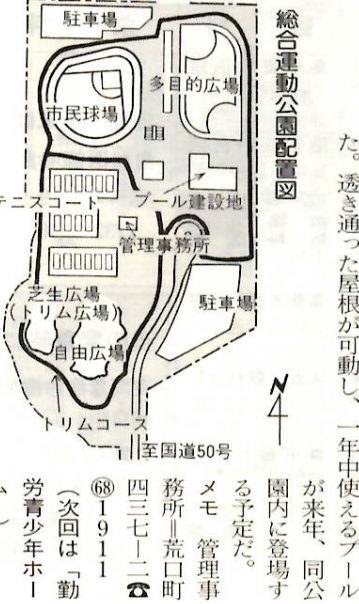 総合運動公園配置図
駐車場
多目的広場
市民球場
テニスコート
プール建設地
管理事務所
芝生広場
(トリム広場)
駐車場
自由広場
トリムコース
N
至国道50号
た。透き通った屋根が可動し、一年中使えるプール
が来年、同公
園内に登場す
る予定だ。
メモ 管理事
務所＝荒口町
四三七―二☎
㊳1911
(次回は「勤
労青少年ホー
ム」)